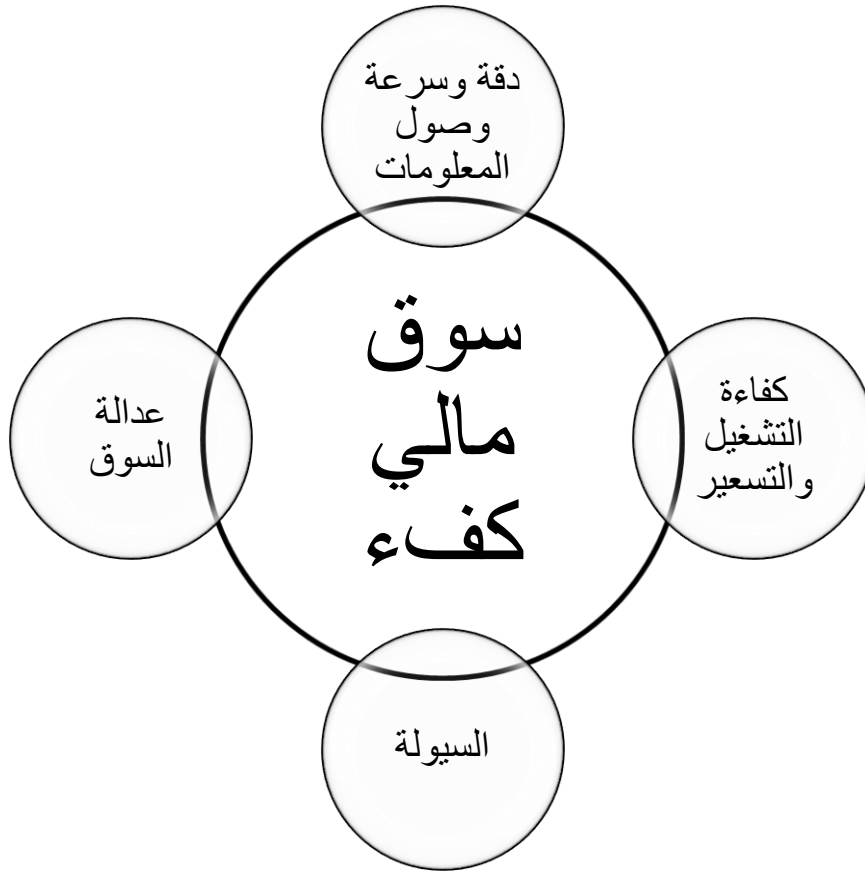 دقة وسرعة
وصول
المعلومات
سوق
مالي
كفء
كفاءة
التشغيل
والتسعير
عدالة
السوق
السيولة